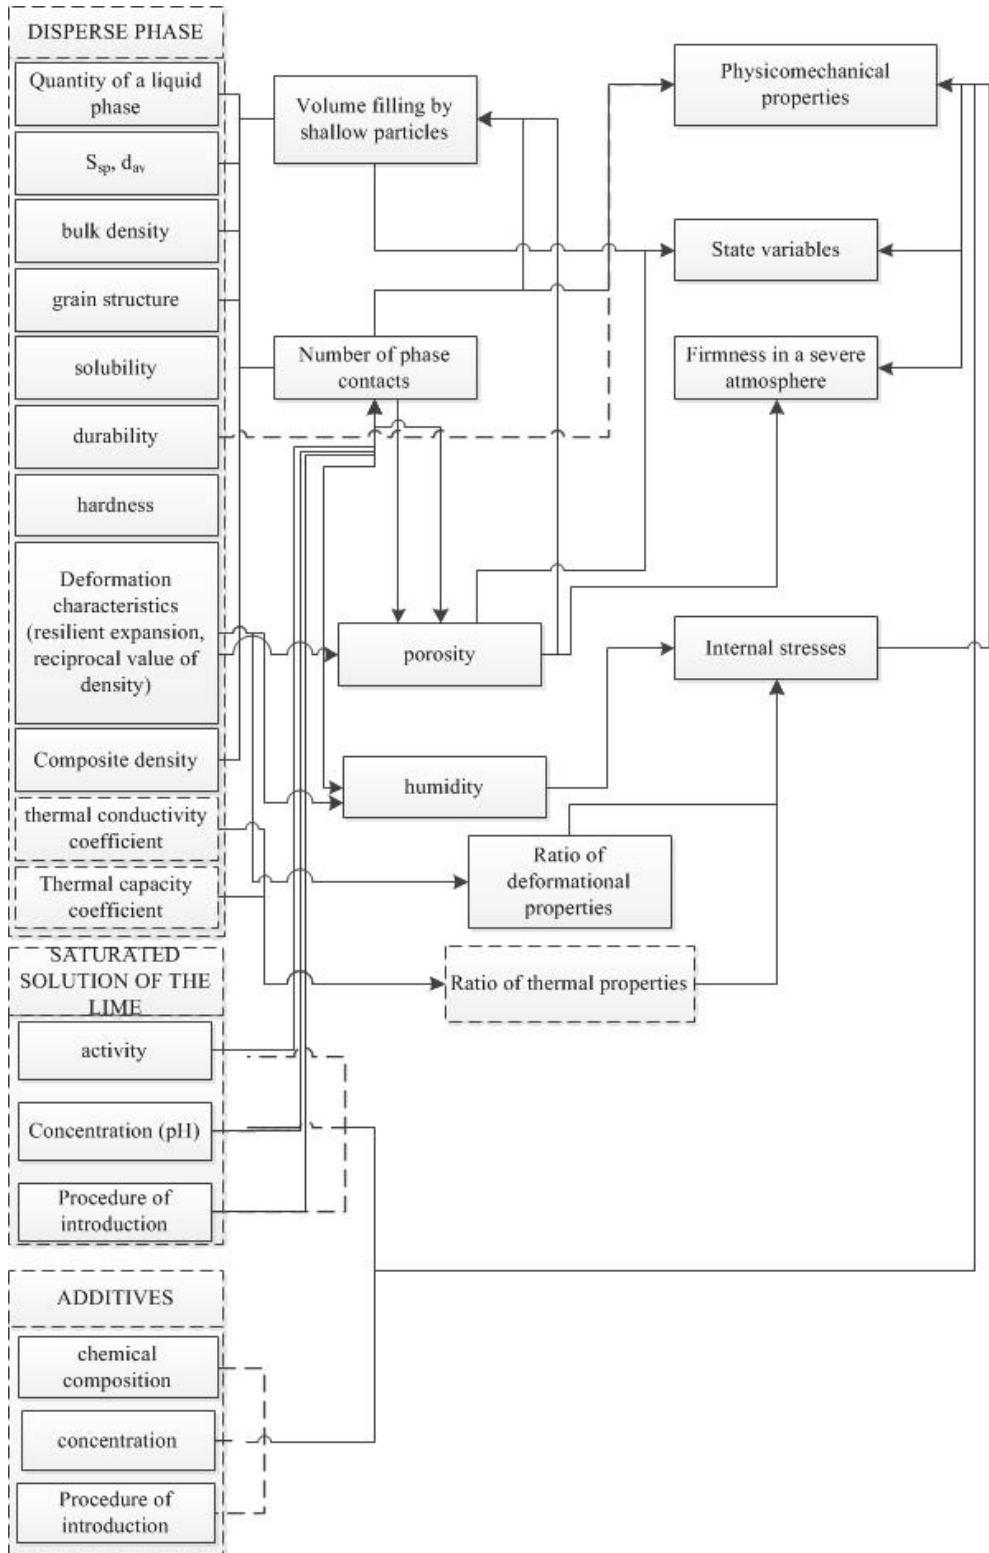 DISPERSE PHASE
Quantity of a liquid
phase
Ssp, dav
bulk density
grain structure
solubility
durability
hardness
Deformation
characteristics
(resilient expansion,
reciprocal value of
density)
Composite density
thermal conductivity
coefficient
Thermal capacity
coefficient
SATURATED
SOLUTION OF THE
LIME
activity
Concentration (pH)
Procedure of
introduction
ADDITIVES
chemical
composition
concentration
Procedure of
introduction
Volume filling by
shallow particles
Number of phase
contacts
porosity
humidity
Ratio of
deformational
properties
Ratio of thermal properties
Physicomechanical
properties
State variables
Firmness in a severe
atmosphere
Internal stresses